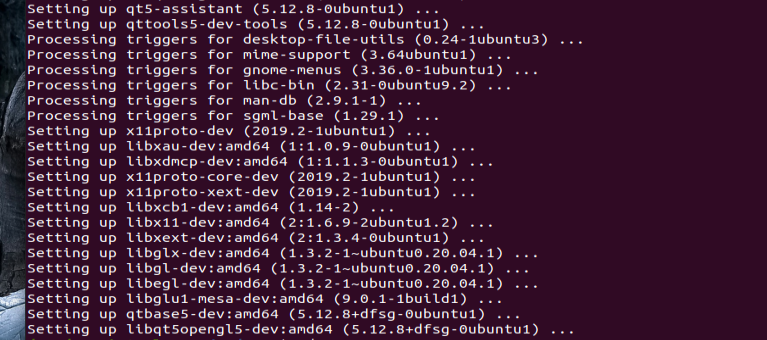 Setting up qt5-assistant (5.12.8-0ubuntu1) ...
Setting up qttools5-dev-tools (5.12.8-0ubuntu1) ...
Processing triggers for desktop-file-utils (0.24-1ubuntu3) ...
Processing triggers for mime-support (3.64ubuntu1) ...
Processing triggers for gnome-menus (3.36.0-1ubuntu1) ...
Processing triggers for libc-bin (2.31-0ubuntu9.2) ...
Processing triggers for man-db (2.9.1-1) ...
Processing triggers for sgml-base (1.29.1) ...
Setting up x11proto-dev (2019.2-1ubuntu1) ...
Setting up libxau-dev:amd64 (1:1.0.9-0ubuntu1) ...
Setting up libxdmcp-dev:amd64 (1:1.1.3-0ubuntu1) ...
Setting up x11proto-core-dev (2019.2-1ubuntu1) ...
Setting up x11proto-xext-dev (2019.2-1ubuntu1) ...
Setting up libxcb1-dev:amd64 (1.14-2) ...
Setting up libx11-dev:amd64 (2:1.6.9-2ubuntu1.2) ...
Setting up libxext-dev:amd64 (2:1.3.4-0ubuntu1) ...
Setting up libglx-dev:amd64 (1.3.2-1~ubuntu0.20.04.1) ...
Setting up libgl-dev:amd64 (1.3.2-1~ubuntu0.20.04.1) ...
Setting up libegl-dev:amd64 (1.3.2-1~ubuntu0.20.04.1) ...
Setting up libglu1-mesa-dev:amd64 (9.0.1-1build1) ...
Setting up qtbase5-dev:amd64 (5.12.8+dfsg-0ubuntu1) ...
Setting up libqt5opengl5-dev:amd64 (5.12.8+dfsg-0ubuntu1) ...